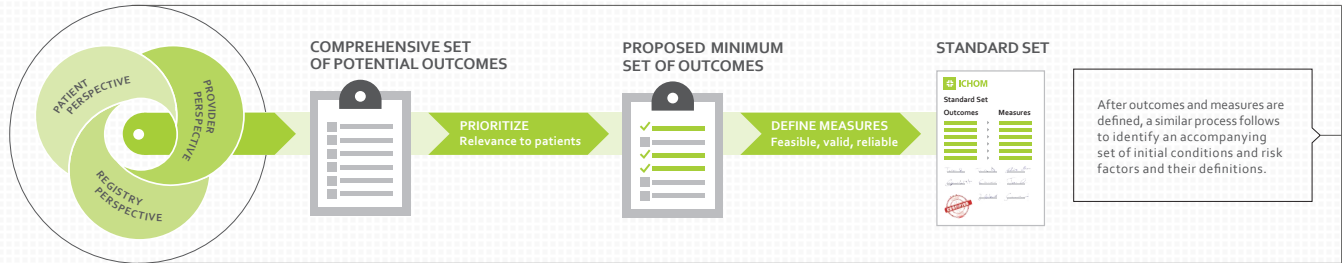 PATIENT
PERSPECTIVE
PROVIDER
PERSPECTIVE
REGISTRY
PERSPECTIVE
COMPREHENSIVE SET
OF POTENTIAL OUTCOMES
PRIORITIZE
Relevance to patients
PROPOSED MINIMUM
SET OF OUTCOMES
DEFINE MEASURES
Feasible, valid, reliable
STANDARD SET
ICHOM
Standard Set
Outcomes Measures
After outcomes and measures are
defined, a similar process follows
to identify an accompanying
set of initial conditions and risk
factors and their definitions.